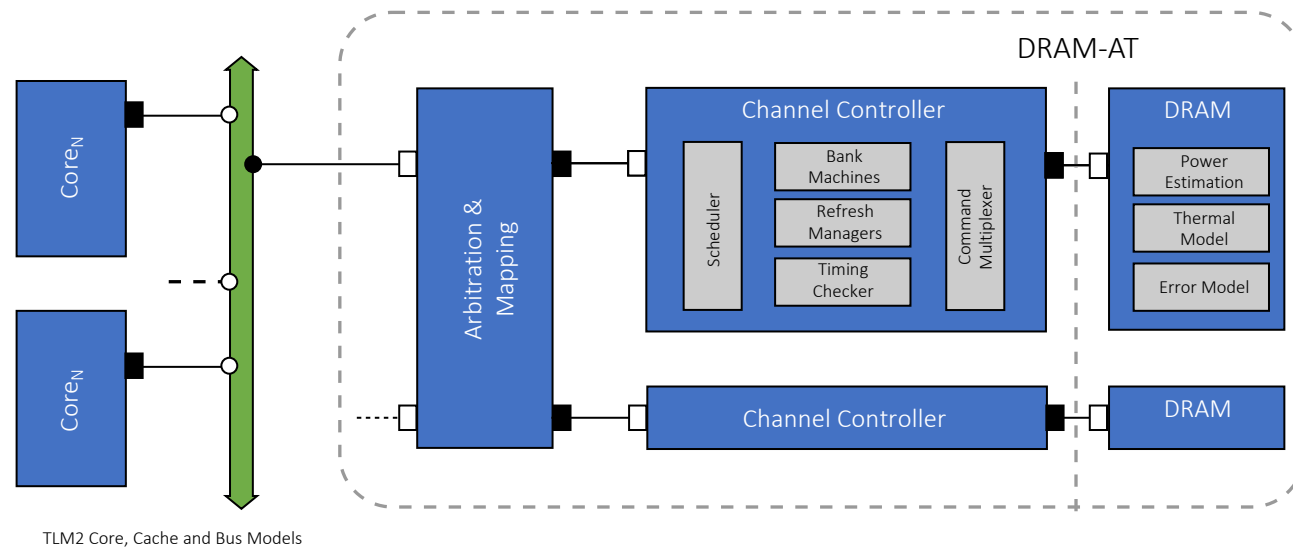 DRAM-AT
Core_N
Core_N
Arbitration &
Mapping
Channel Controller
Scheduler
Bank
Machines
Refresh
Managers
Timing
Checker
Command
Multiplexer
DRAM
Power
Estimation
Thermal
Model
Error Model
Channel Controller
DRAM
TLM2 Core, Cache and Bus Models